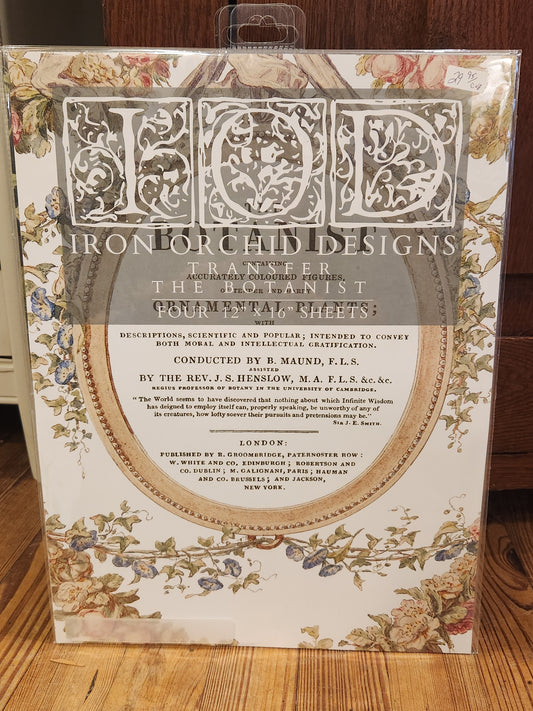 29.95
I O D
IRON ORCHID DESIGNS
BOTANIST
TRANSFER
CONTAINING
ACCURATELY COLOURED FIGURES,
THE BOTANIST
ORNAMENTAL PLANTS;
FOUR 12" X 16" SHEETS
WITH
DESCRIPTIONS, SCIENTIFIC AND POPULAR; INTENDED TO CONVEY
BOTH MORAL AND INTELLECTUAL GRATIFICATION.
CONDUCTED BY B. MAUND, F.L.S.
ASSISTED
BY THE REV. J. S. HENSLOW, M.A. F.L.S. &c. &c.
REGIUS PROFESSOR OF BOTANY IN THE UNIVERSITY OF CAMBRIDGE.
"The World seems to have discovered that nothing about which Infinite Wisdom
has deigned to employ itself can, properly speaking, be unworthy of any of
its creatures, how lofty soever their pursuits and pretensions may be."
SIR J. E. SMITH.
LONDON:
PUBLISHED BY R. GROOMBRIDGE, PATERNOSTER ROW:
W. WHITE AND CO. EDINBURGH; ROBERTSON AND
CO. DUBLIN; M. GALIGNANI, PARIS; HAUMAN
AND CO. BRUSSELS; AND JACKSON,
NEW YORK.